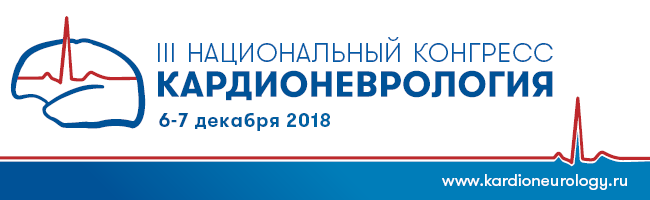 III НАЦИОНАЛЬНЫЙ КОНГРЕСС
КАРДИОНЕВРОЛОГИЯ
6-7 декабря 2018
www.kardioneurology.ru